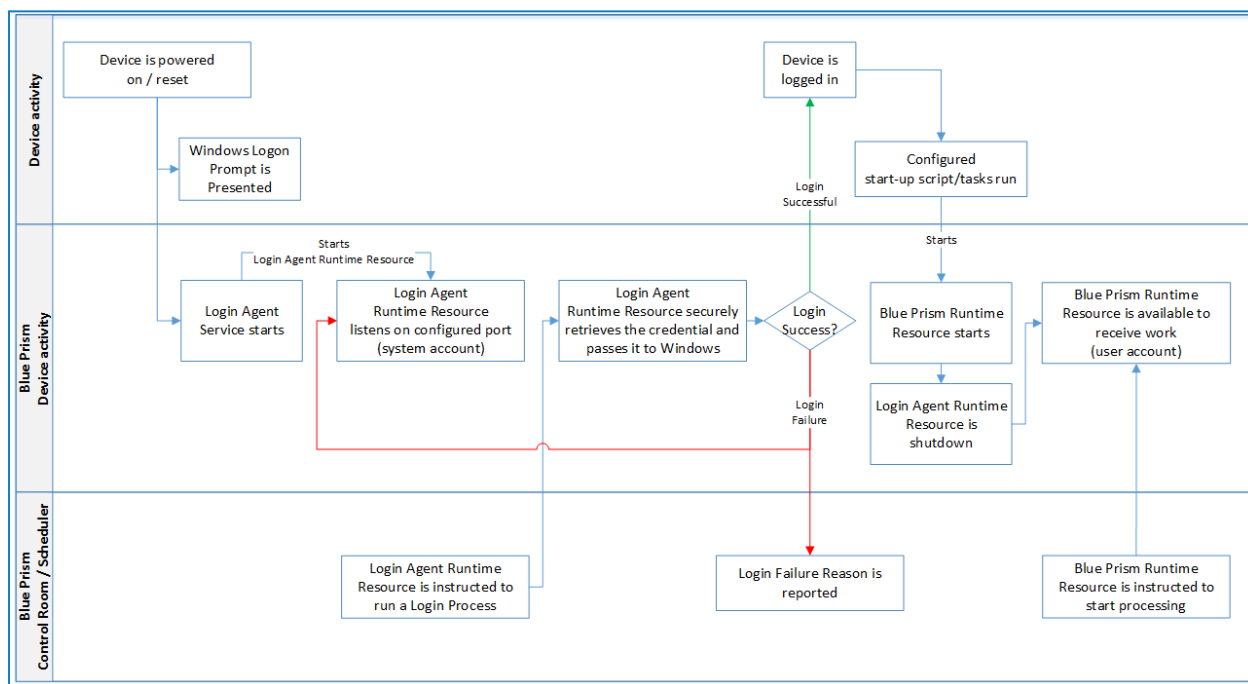 Device activity
Device is powered
on / reset
Windows Logon
Prompt is
Presented
Device is
logged in
Configured
start-up script/tasks run
Login
Successful
Blue Prism
Device activity
Starts
Login Agent Runtime Resource
Login Agent
Service starts
Login Agent
Runtime Resource
listens on configured port
(system account)
Login Agent
Runtime Resource securely
retrieves the credential and
passes it to Windows
Login
Success?
Login
Failure
Starts
Blue Prism Runtime
Resource starts
Login Agent Runtime
Resource is
shutdown
Blue Prism Runtime
Resource is available to
receive work
(user account)
Blue Prism
Control Room / Scheduler
Login Agent Runtime
Resource is instructed to
run a Login Process
Login Failure Reason is
reported
Blue Prism Runtime
Resource is instructed to
start processing